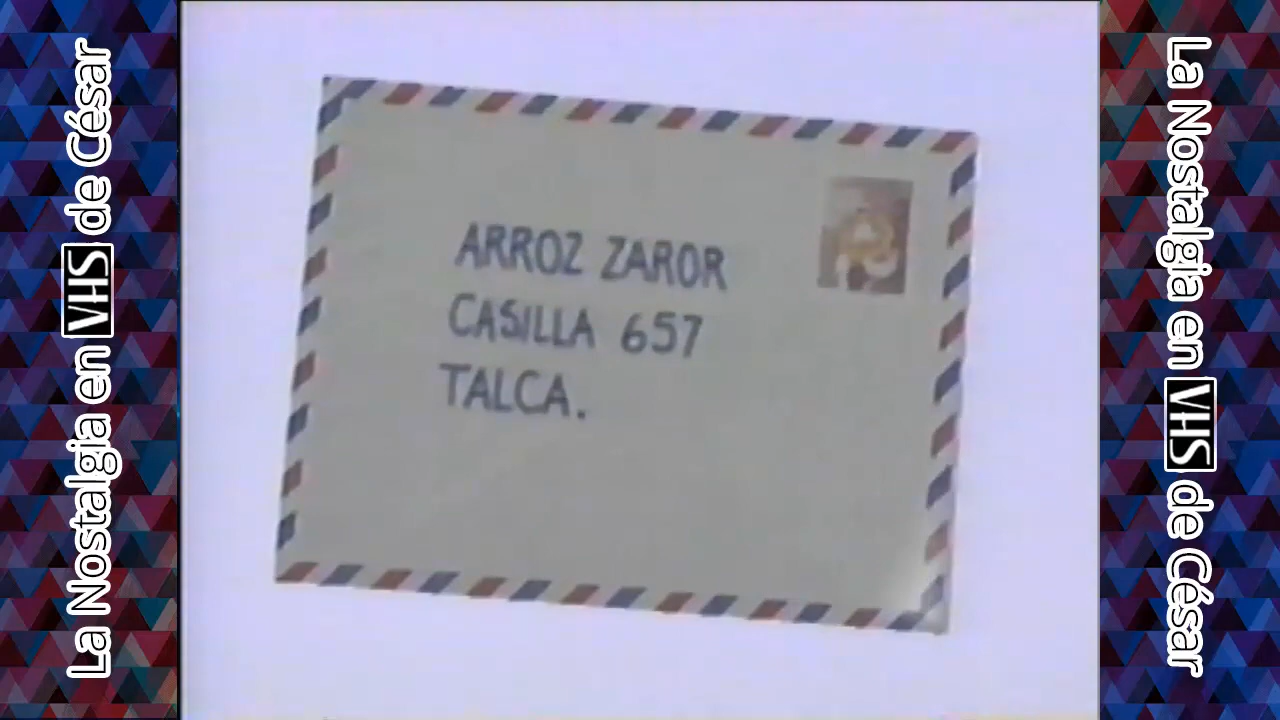 La Nostalgia en VHS de César
ARROZ ZAROR
CASILLA 657
TALCA.
La Nostalgia en VHS de César